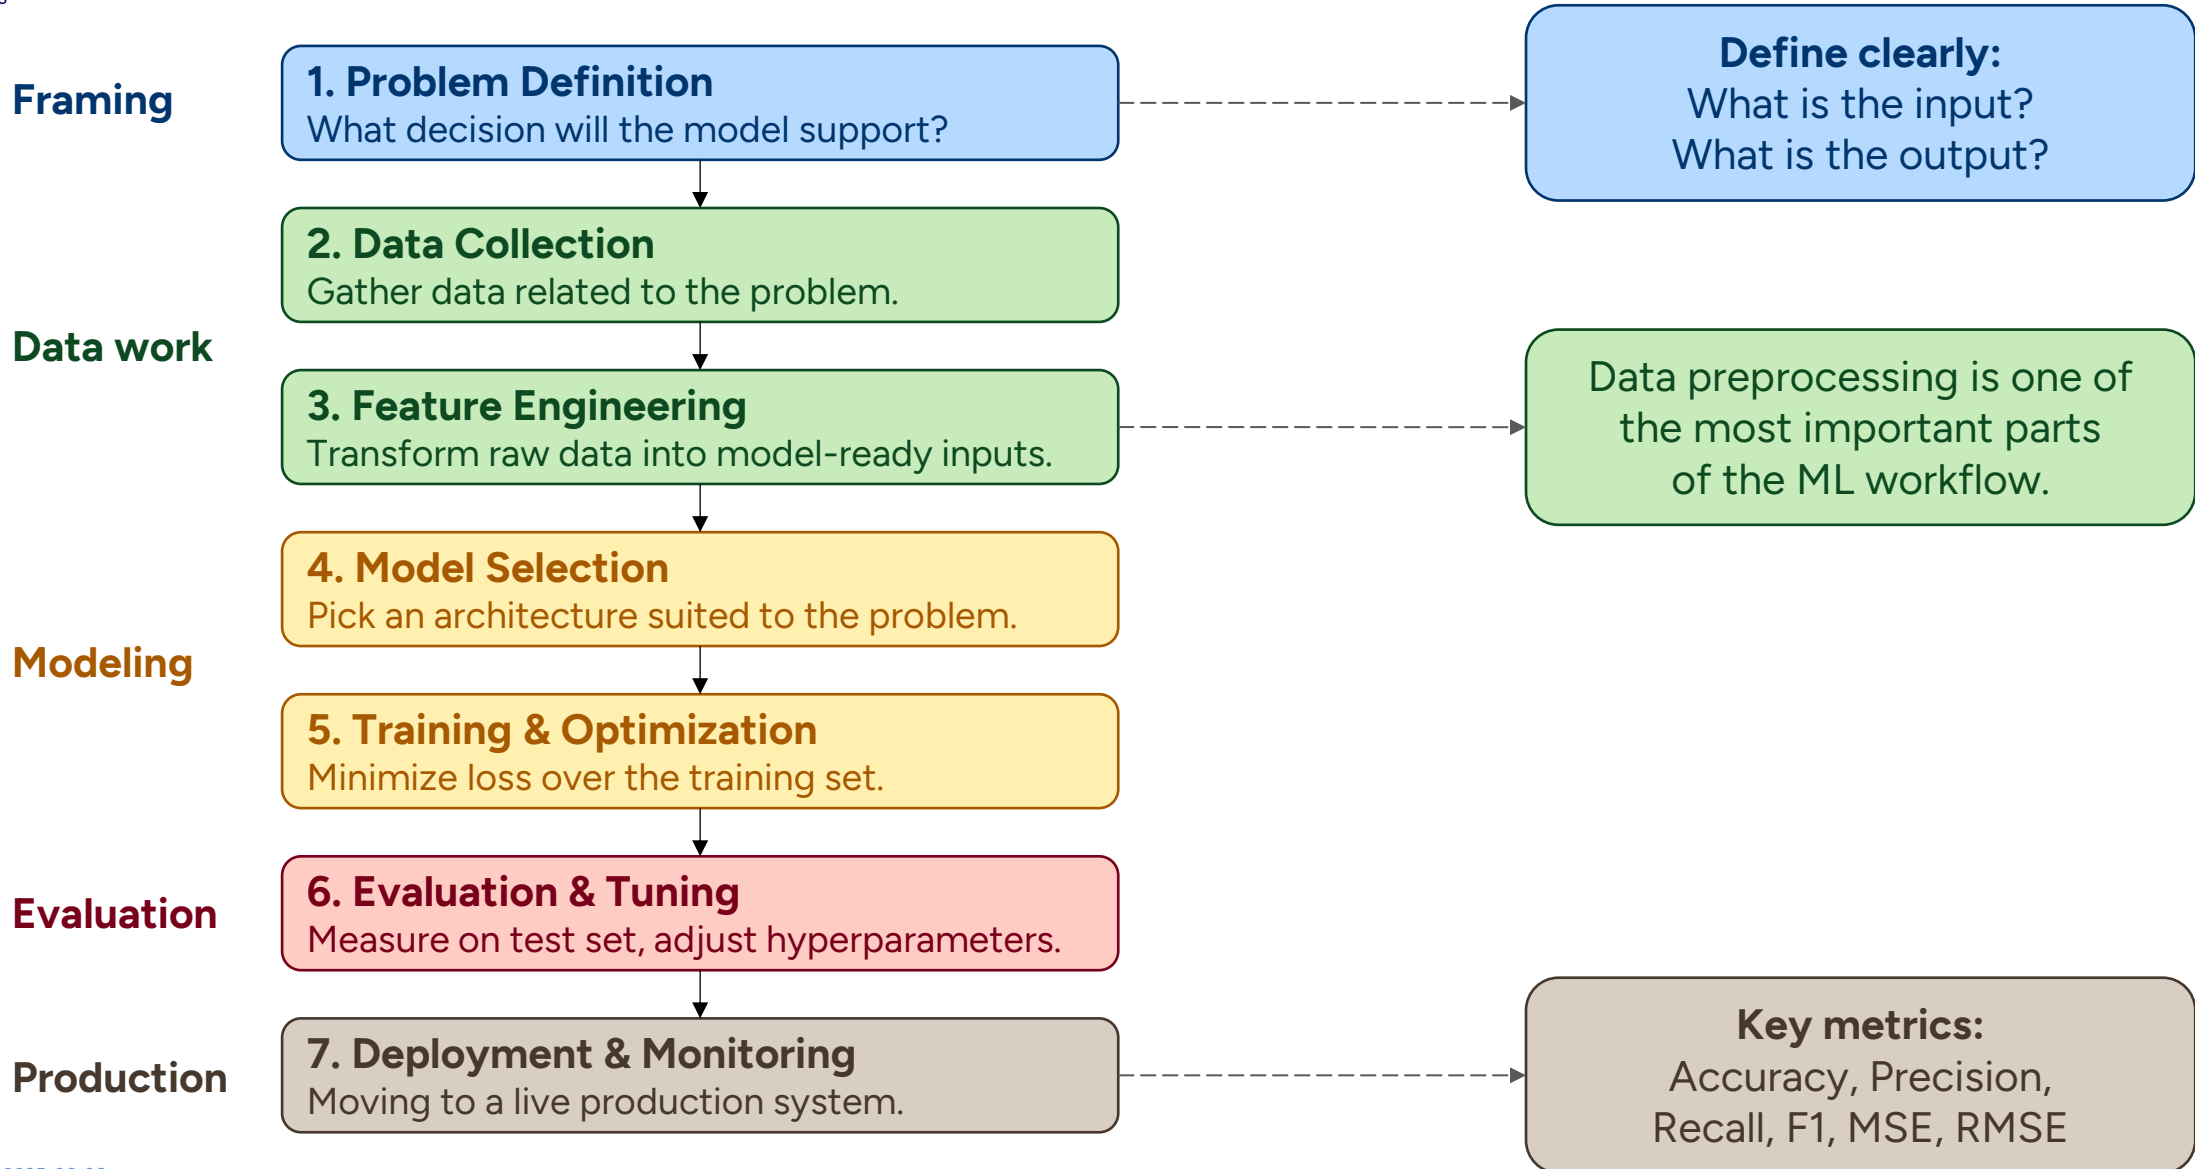 Framing
1. Problem Definition
What decision will the model support?
Define clearly:
What is the input?
What is the output?
2. Data Collection
Gather data related to the problem.
Data work
3. Feature Engineering
Transform raw data into model-ready inputs.
Data preprocessing is one of
the most important parts
of the ML workflow.
4. Model Selection
Pick an architecture suited to the problem.
Modeling
5. Training & Optimization
Minimize loss over the training set.
Evaluation
6. Evaluation & Tuning
Measure on test set, adjust hyperparameters.
Production
7. Deployment & Monitoring
Moving to a live production system.
Key metrics:
Accuracy, Precision,
Recall, F1, MSE, RMSE